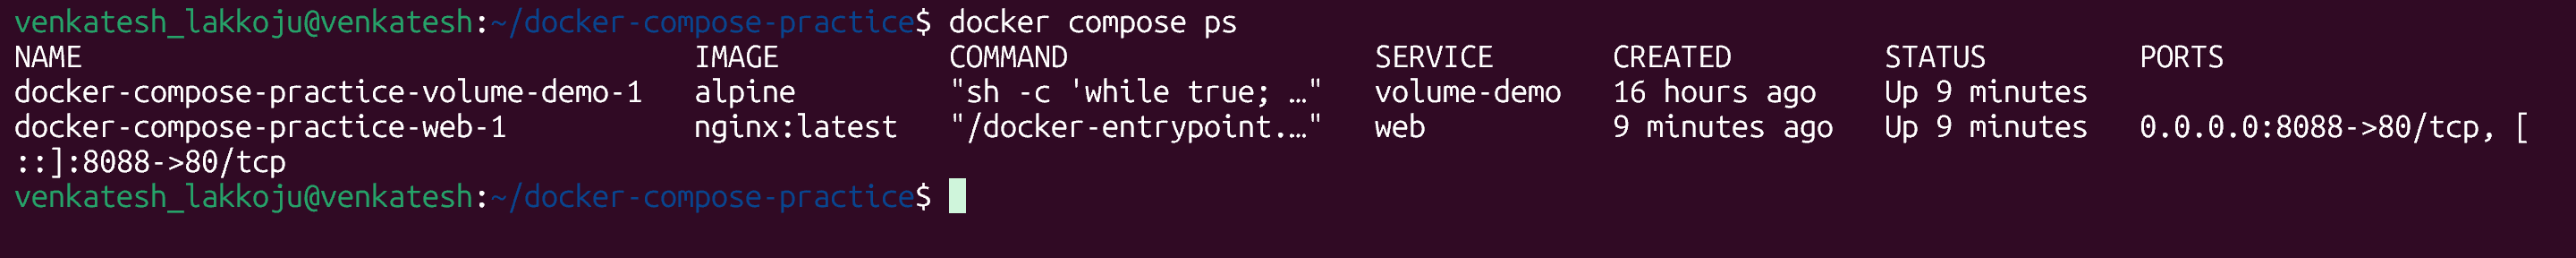 venkatesh_lakkoju@venkatesh:~/docker-compose-practice$ docker compose ps
NAME                                   IMAGE          COMMAND                  SERVICE       CREATED         STATUS         PORTS
docker-compose-practice-volume-demo-1   alpine         "sh -c 'while true; …"   volume-demo   16 hours ago    Up 9 minutes
docker-compose-practice-web-1           nginx:latest   "/docker-entrypoint.…"   web           9 minutes ago   Up 9 minutes   0.0.0.0:8088->80/tcp, [
::]:8088->80/tcp
venkatesh_lakkoju@venkatesh:~/docker-compose-practice$